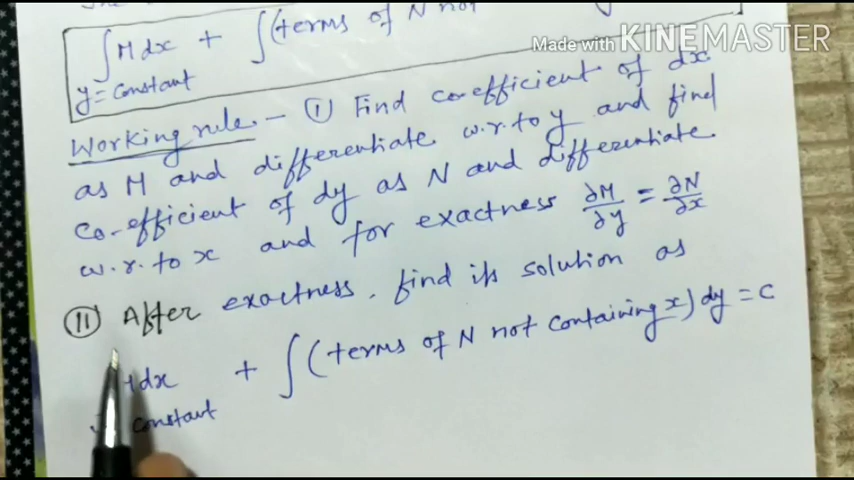 ∫M dx + ∫(terms of N not
Made with KINEMASTER
y = constant
Working rule - (I) Find co-efficient of dx
as M and differentiate w.r.to y and find
co-efficient of dy as N and differentiate
w.r.to x and for exactness ∂M/∂y = ∂N/∂x
(II) After exactness, find its solution as
dx + ∫(terms of N not containing x) dy = c
constant